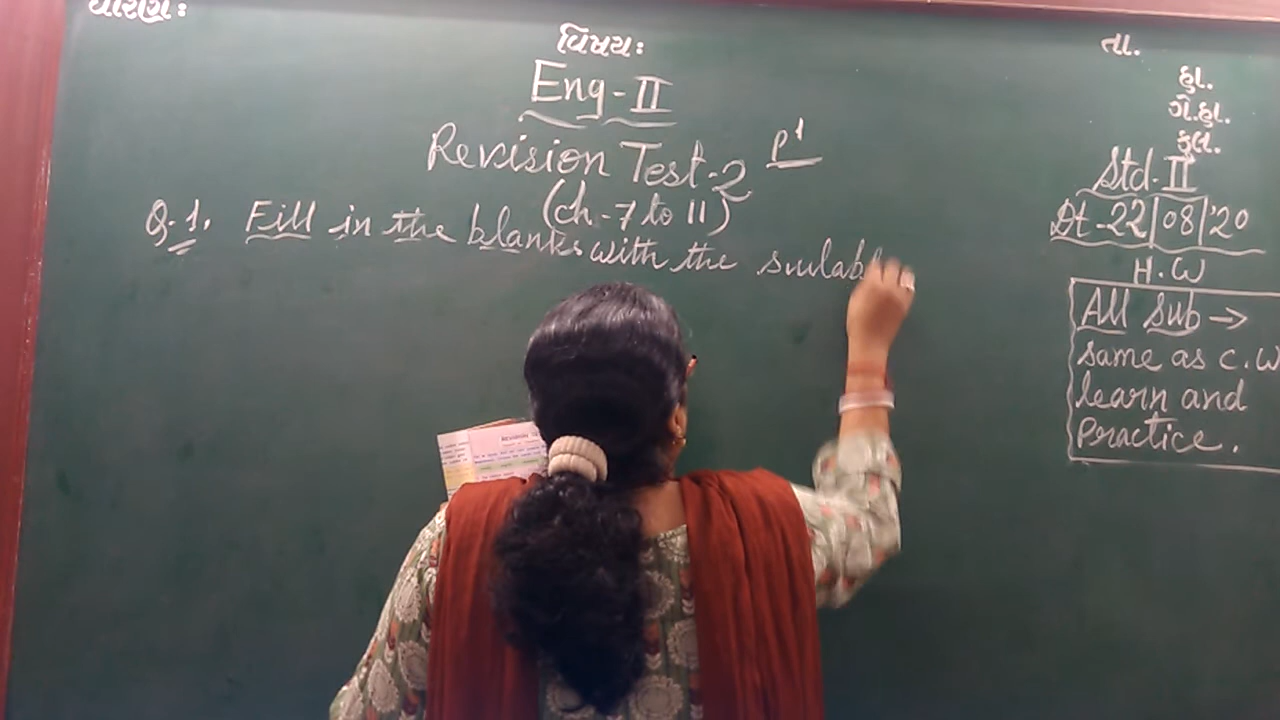 વિષય:
Eng-II
Revision Test-2 P1
(ch-7 to 11)
Q-1. Fill in the blanks with the
તા.
હા.
ગે.હા.
કુલ.
Std-II
Dt-22/08/'20
H.W
All Sub →
same as C.W
learn and
Practice.